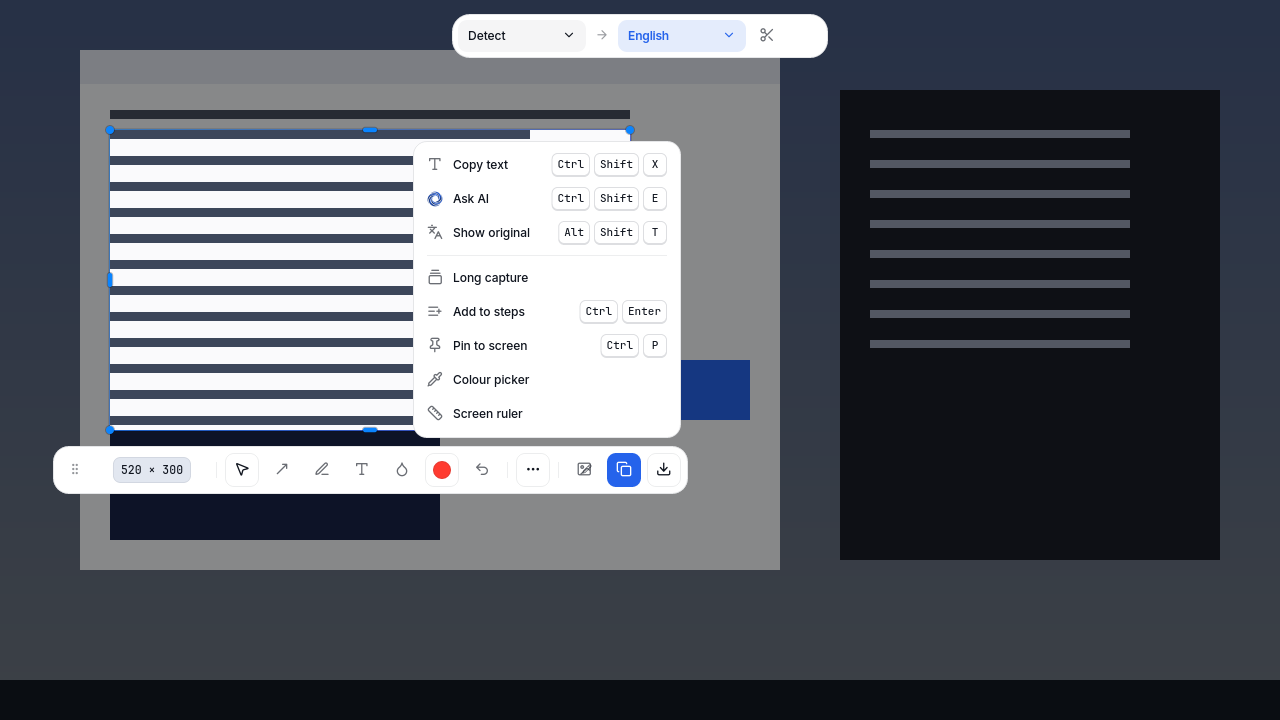 Detect English
Copy text Ctrl Shift X
Ask AI Ctrl Shift E
Show original Alt Shift T
Long capture
Add to steps Ctrl Enter
Pin to screen Ctrl P
Colour picker
Screen ruler
520 × 300